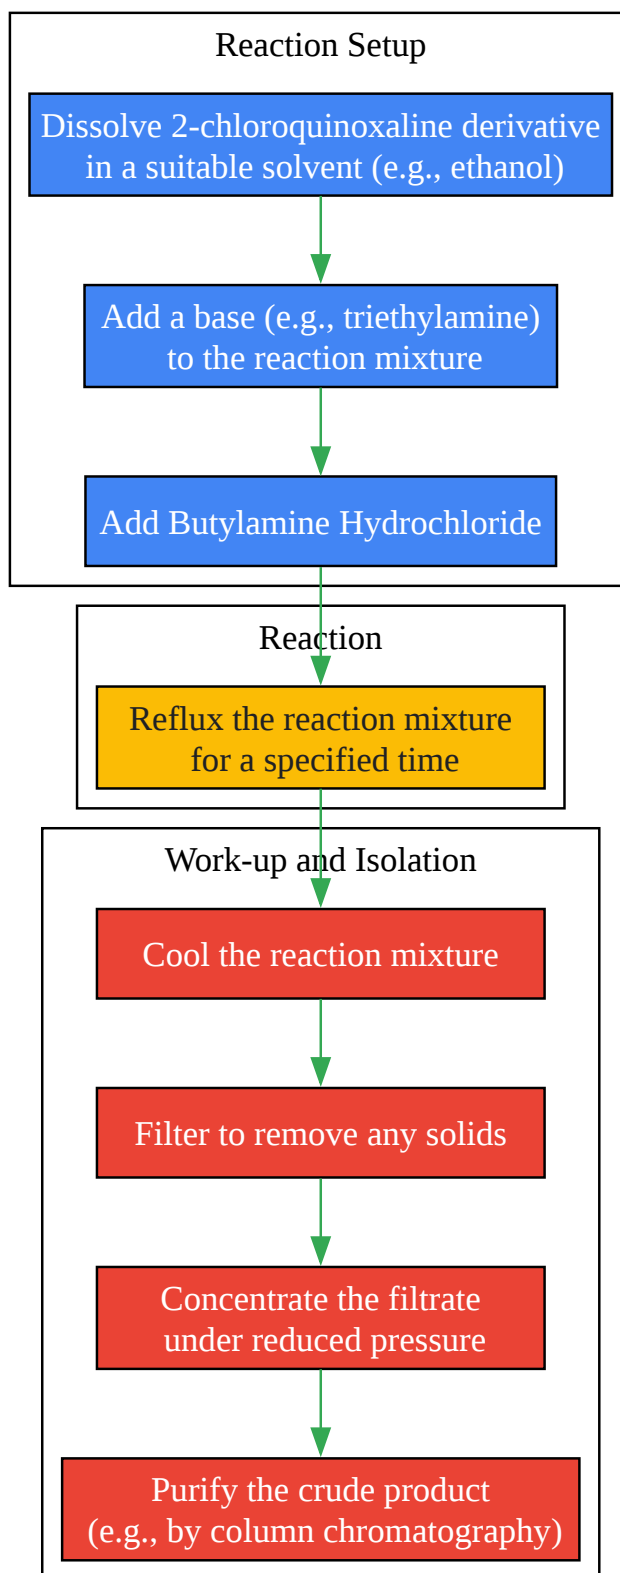 Reaction Setup
Dissolve 2-chloroquinoxaline derivative
in a suitable solvent (e.g., ethanol)
Add a base (e.g., triethylamine)
to the reaction mixture
Add Butylamine Hydrochloride
Reaction
Reflux the reaction mixture
for a specified time
Work-up and Isolation
Cool the reaction mixture
Filter to remove any solids
Concentrate the filtrate
under reduced pressure
Purify the crude product
(e.g., by column chromatography)